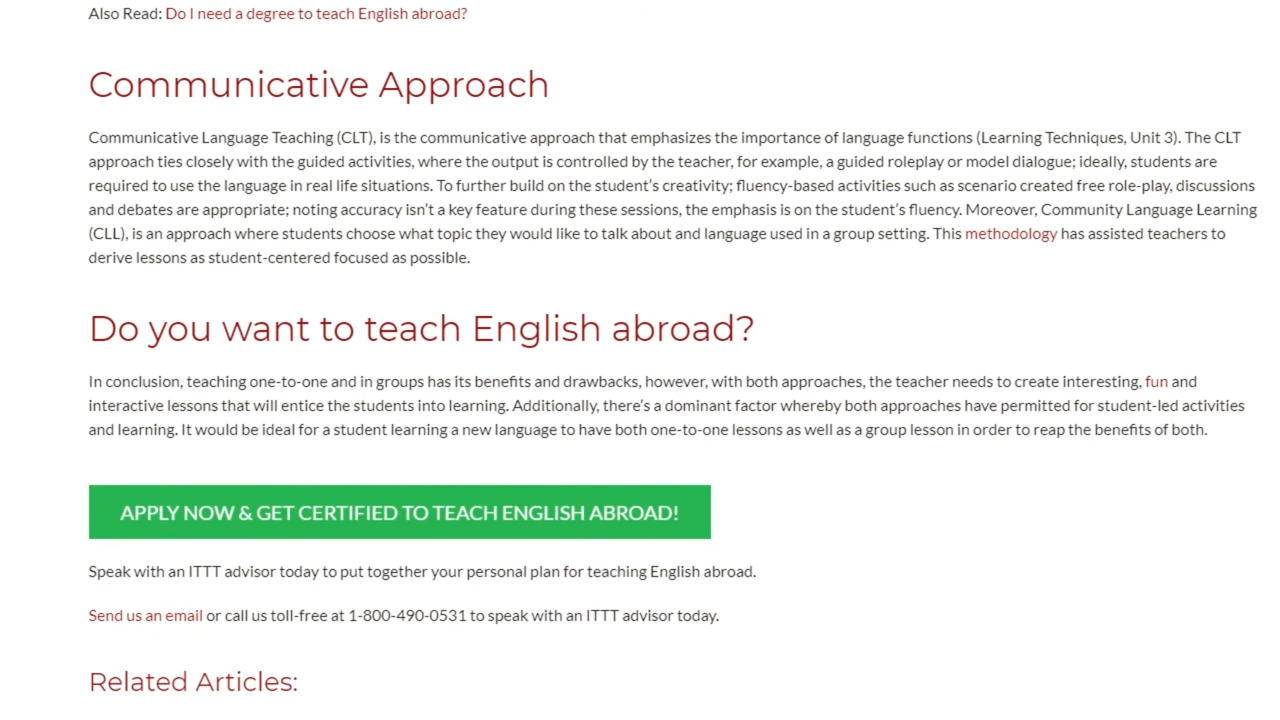 Also Read: Do I need a degree to teach English abroad?
Communicative Approach
Communicative Language Teaching (CLT), is the communicative approach that emphasizes the importance of language functions (Learning Techniques, Unit 3). The CLT
approach ties closely with the guided activities, where the output is controlled by the teacher, for example, a guided roleplay or model dialogue; ideally, students are
required to use the language in real life situations. To further build on the student’s creativity; fluency-based activities such as scenario created free role-play, discussions
and debates are appropriate; noting accuracy isn’t a key feature during these sessions, the emphasis is on the student’s fluency. Moreover, Community Language Learning
(CLL), is an approach where students choose what topic they would like to talk about and language used in a group setting. This methodology has assisted teachers to
derive lessons as student-centered focused as possible.
Do you want to teach English abroad?
In conclusion, teaching one-to-one and in groups has its benefits and drawbacks, however, with both approaches, the teacher needs to create interesting, fun and
interactive lessons that will entice the students into learning. Additionally, there’s a dominant factor whereby both approaches have permitted for student-led activities
and learning. It would be ideal for a student learning a new language to have both one-to-one lessons as well as a group lesson in order to reap the benefits of both.
APPLY NOW & GET CERTIFIED TO TEACH ENGLISH ABROAD!
Speak with an ITTT advisor today to put together your personal plan for teaching English abroad.
Send us an email or call us toll-free at 1-800-490-0531 to speak with an ITTT advisor today.
Related Articles: